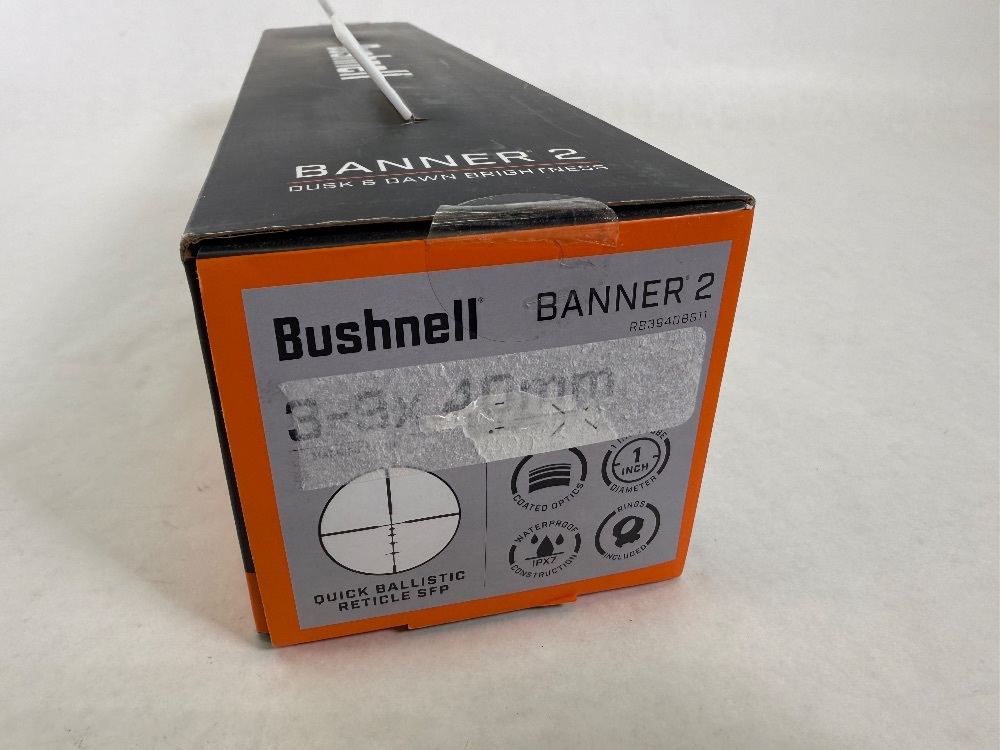 Bushnell
BANNER® 2
DUSK & DAWN BRIGHTNESS
Bushnell®
BANNER® 2
RB3940BS11
3-9x 40mm
QUICK BALLISTIC
RETICLE SFP
COATED OPTICS
1 INCH
DIAMETER
WATERPROOF
IPX7
CONSTRUCTION
RINGS
INCLUDED